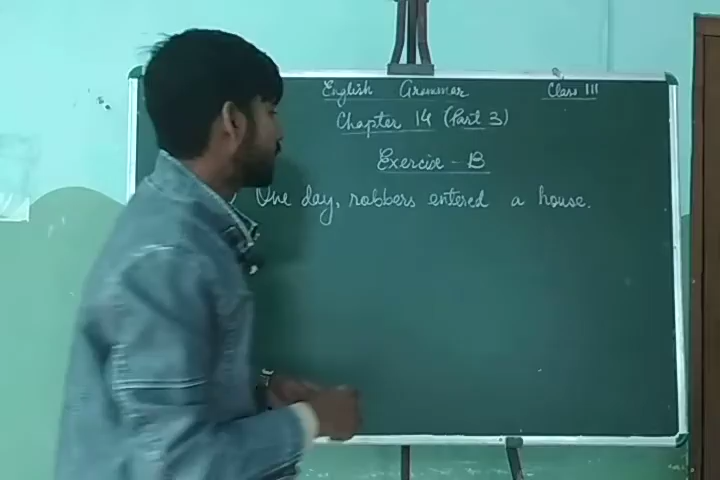 English Grammar Class III
Chapter 14 (Part 3)
Exercise - B
One day, robbers entered a house.